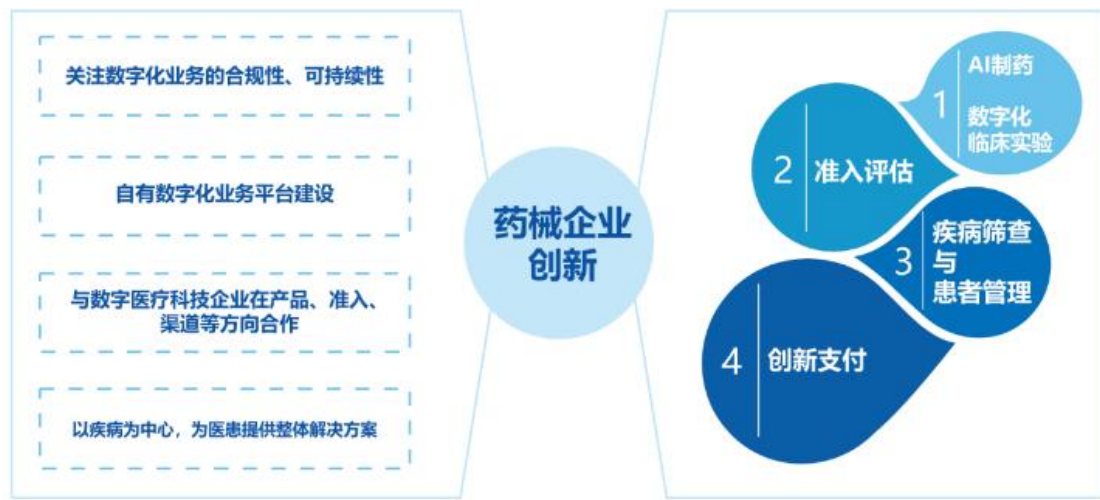 关注数字化业务的合规性、可持续性
自有数字化业务平台建设
与数字医疗科技企业在产品、准入、
渠道等方向合作
以疾病为中心，为医患提供整体解决方案
药械企业
创新
1
AI制药
数字化
临床实验
2
准入评估
3
疾病筛查
与
患者管理
4
创新支付